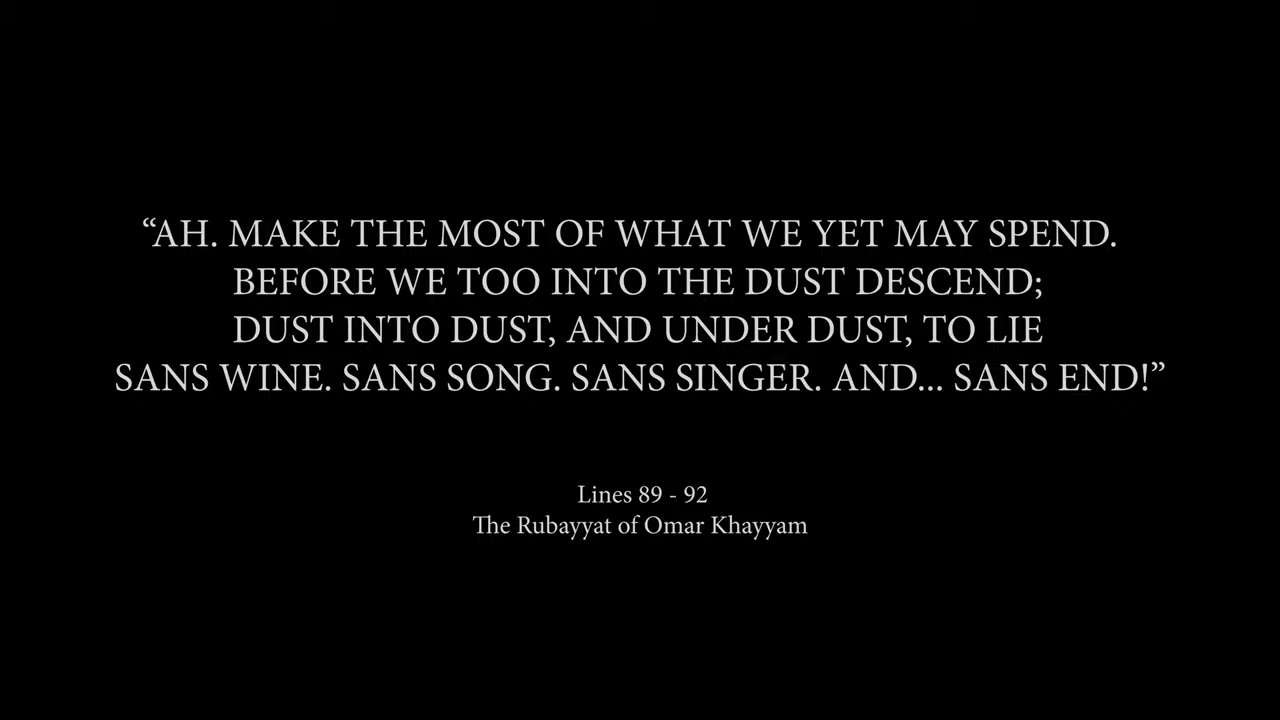 “AH. MAKE THE MOST OF WHAT WE YET MAY SPEND.
BEFORE WE TOO INTO THE DUST DESCEND;
DUST INTO DUST, AND UNDER DUST, TO LIE
SANS WINE. SANS SONG. SANS SINGER. AND... SANS END!”
Lines 89 - 92
The Rubayyat of Omar Khayyam